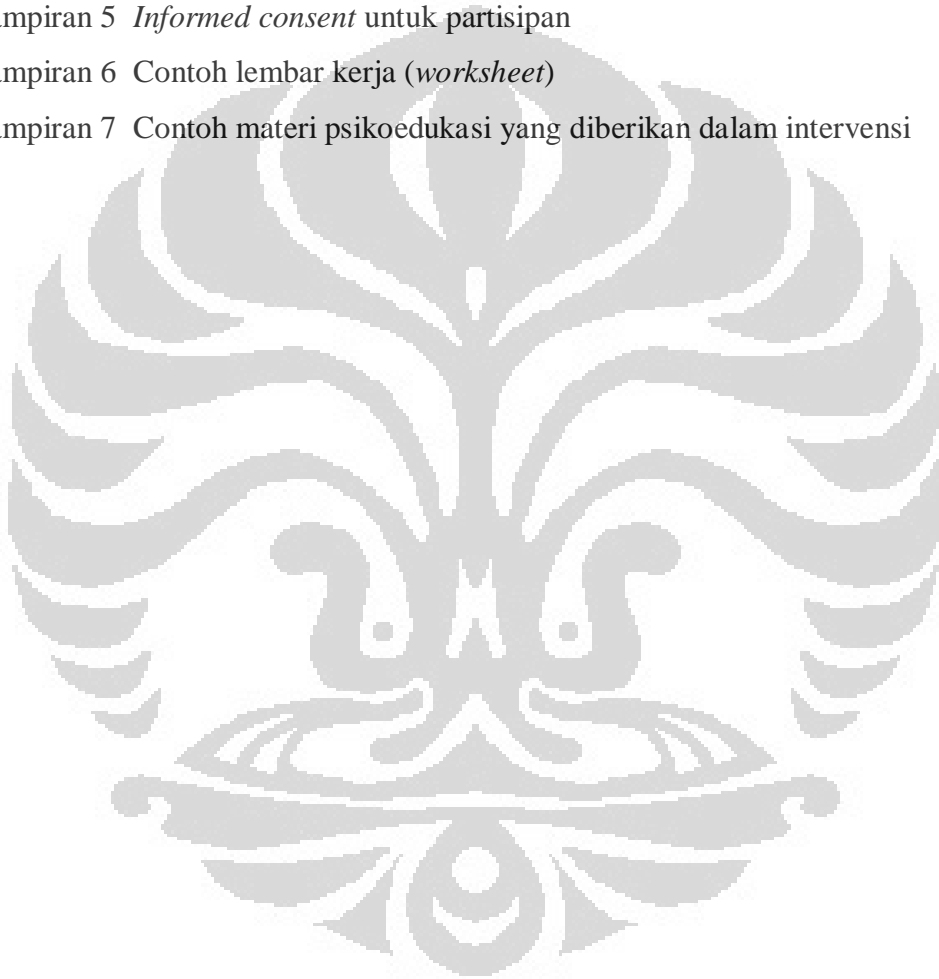 ampiran 5 Informed consent untuk partisipan
ampiran 6 Contoh lembar kerja (worksheet)
ampiran 7 Contoh materi psikoedukasi yang diberikan dalam intervensi